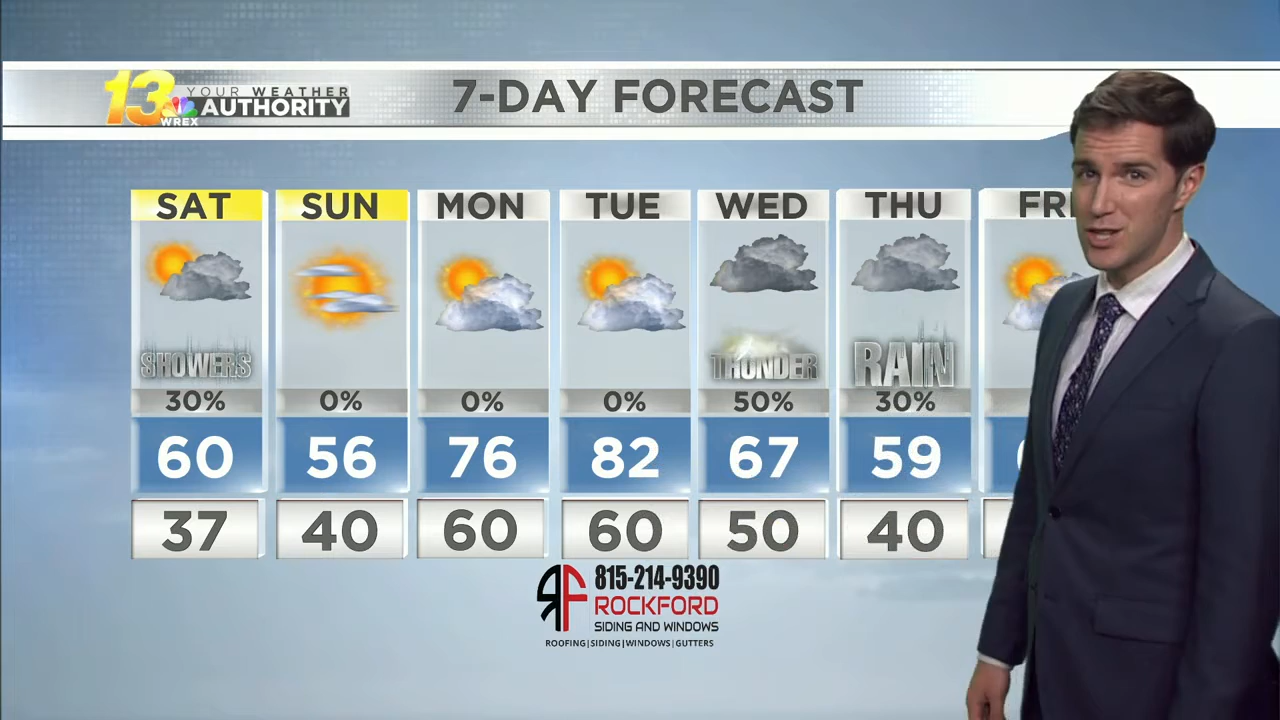 13 YOUR WEATHER
AUTHORITY
WREX
7-DAY FORECAST
SAT SUN MON TUE WED THU FRI
SHOWERS THUNDER RAIN
30% 0% 0% 0% 50% 30%
60 56 76 82 67 59
37 40 60 60 50 40
RF 815-214-9390
ROCKFORD
SIDING AND WINDOWS
ROOFING|SIDING|WINDOWS|GUTTERS